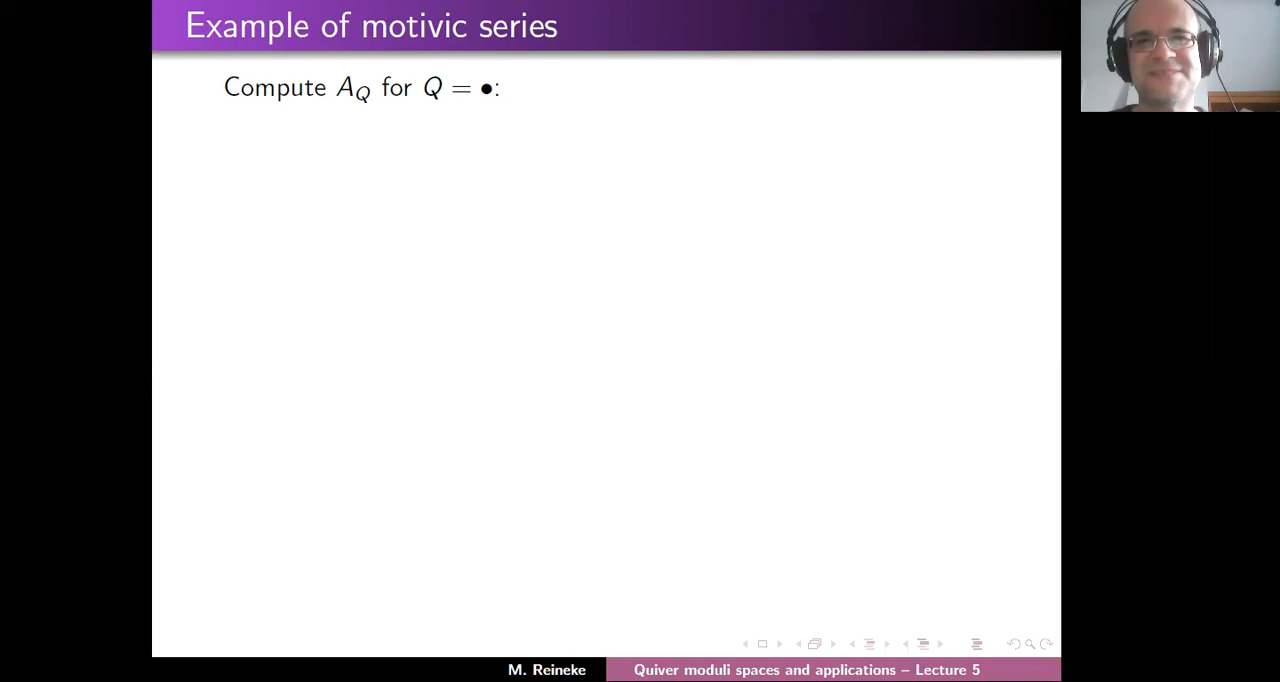 Example of motivic series
Compute A_Q for Q = •:
M. Reineke
Quiver moduli spaces and applications – Lecture 5